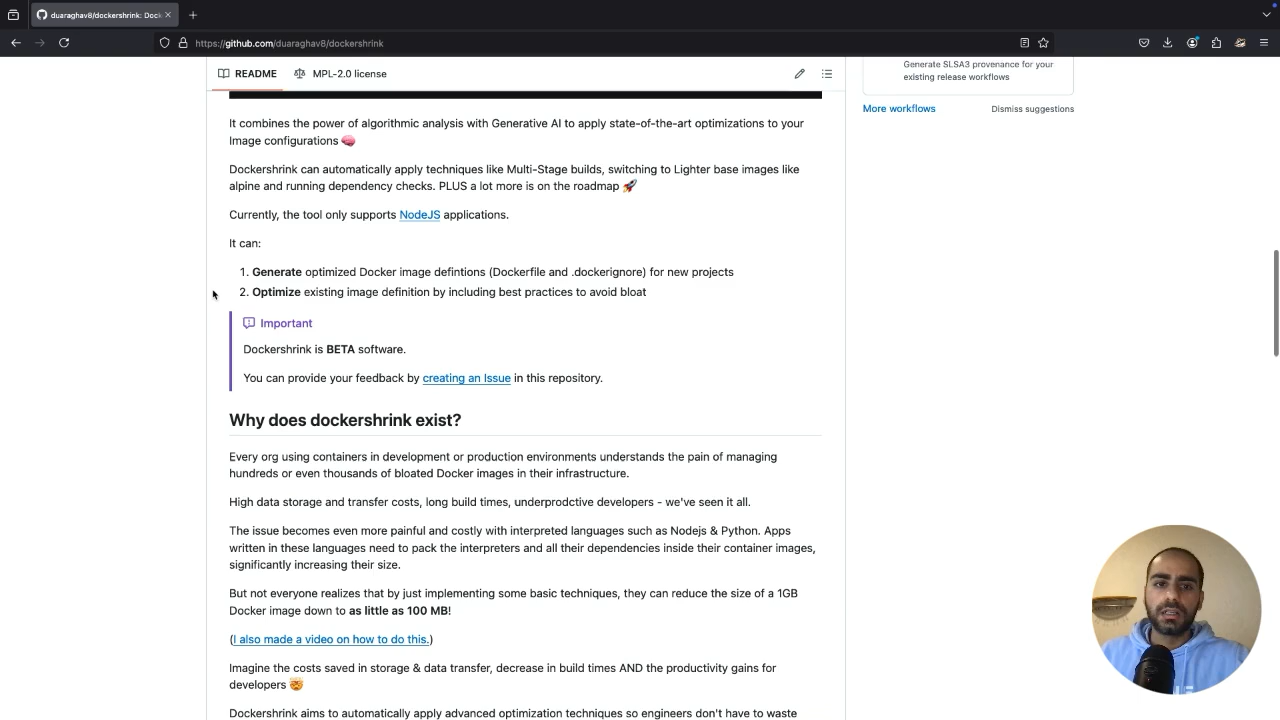 duaraghav8/dockershrink: Dock
https://github.com/duaraghav8/dockershrink
README
MPL-2.0 license
Generate SLSA3 provenance for your
existing release workflows
More workflows
Dismiss suggestions
It combines the power of algorithmic analysis with Generative AI to apply state-of-the-art optimizations to your
Image configurations 🧠
Dockershrink can automatically apply techniques like Multi-Stage builds, switching to Lighter base images like
alpine and running dependency checks. PLUS a lot more is on the roadmap 🚀
Currently, the tool only supports NodeJS applications.
It can:
1. Generate optimized Docker image defintions (Dockerfile and .dockerignore) for new projects
2. Optimize existing image definition by including best practices to avoid bloat
Important
Dockershrink is BETA software.
You can provide your feedback by creating an Issue in this repository.
Why does dockershrink exist?
Every org using containers in development or production environments understands the pain of managing
hundreds or even thousands of bloated Docker images in their infrastructure.
High data storage and transfer costs, long build times, underprodctive developers - we've seen it all.
The issue becomes even more painful and costly with interpreted languages such as Nodejs & Python. Apps
written in these languages need to pack the interpreters and all their dependencies inside their container images,
significantly increasing their size.
But not everyone realizes that by just implementing some basic techniques, they can reduce the size of a 1GB
Docker image down to as little as 100 MB!
(I also made a video on how to do this.)
Imagine the costs saved in storage & data transfer, decrease in build times AND the productivity gains for
developers 🤯
Dockershrink aims to automatically apply advanced optimization techniques so engineers don't have to waste